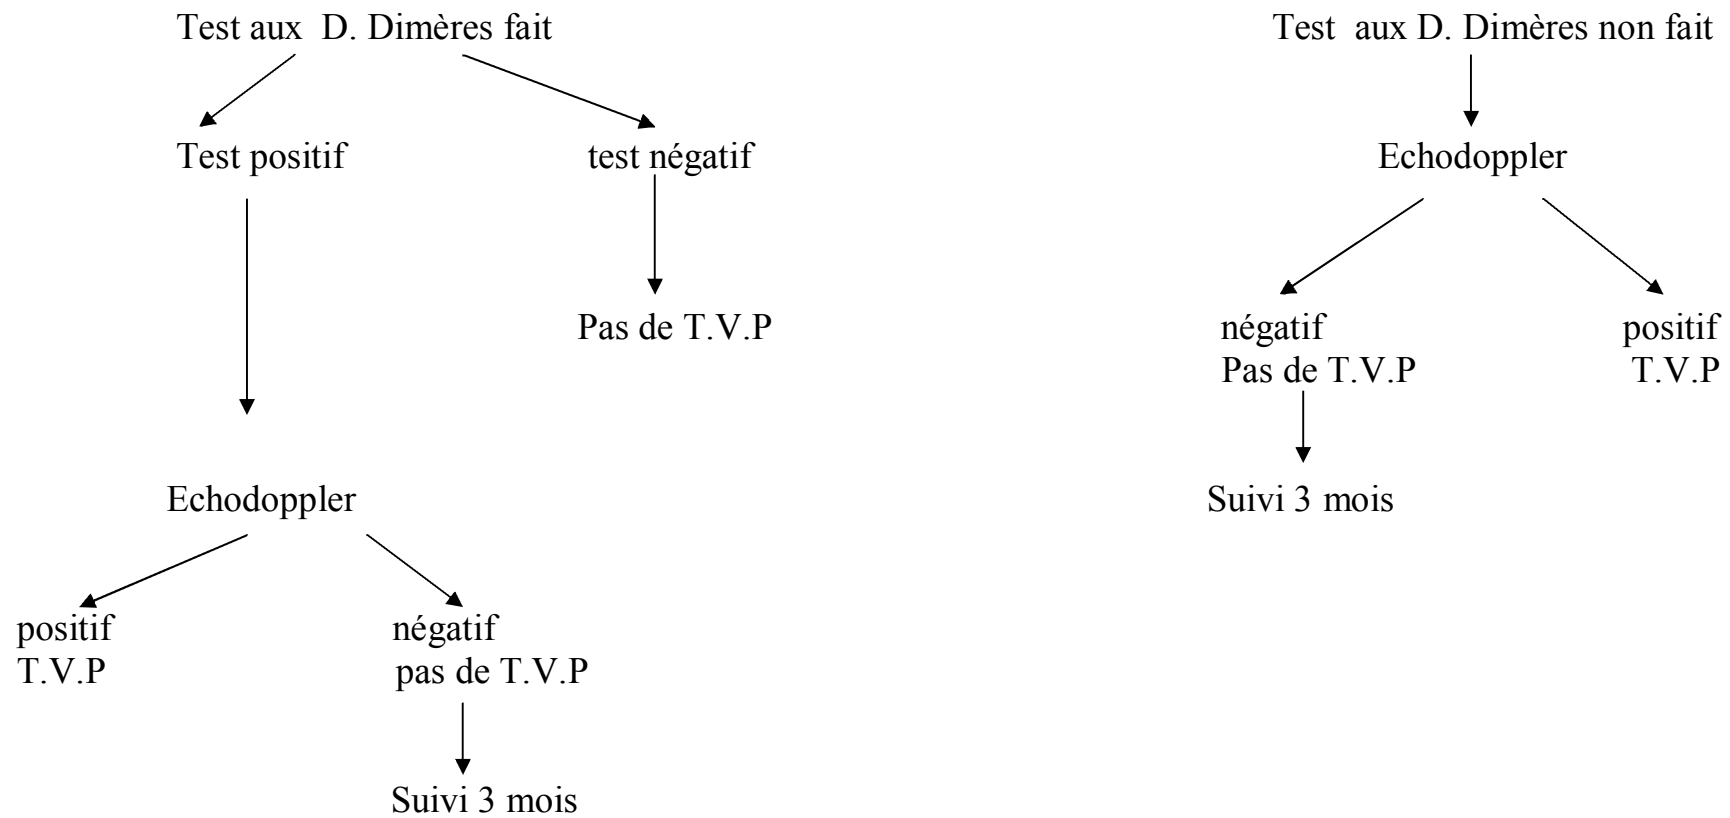 Test aux D. Dimères fait
Test aux D. Dimères non fait
Test positif
test négatif
Echodoppler
Pas de T.V.P
négatif
positif
Pas de T.V.P
T.V.P
Echodoppler
Suivi 3 mois
positif
négatif
T.V.P
pas de T.V.P
Suivi 3 mois